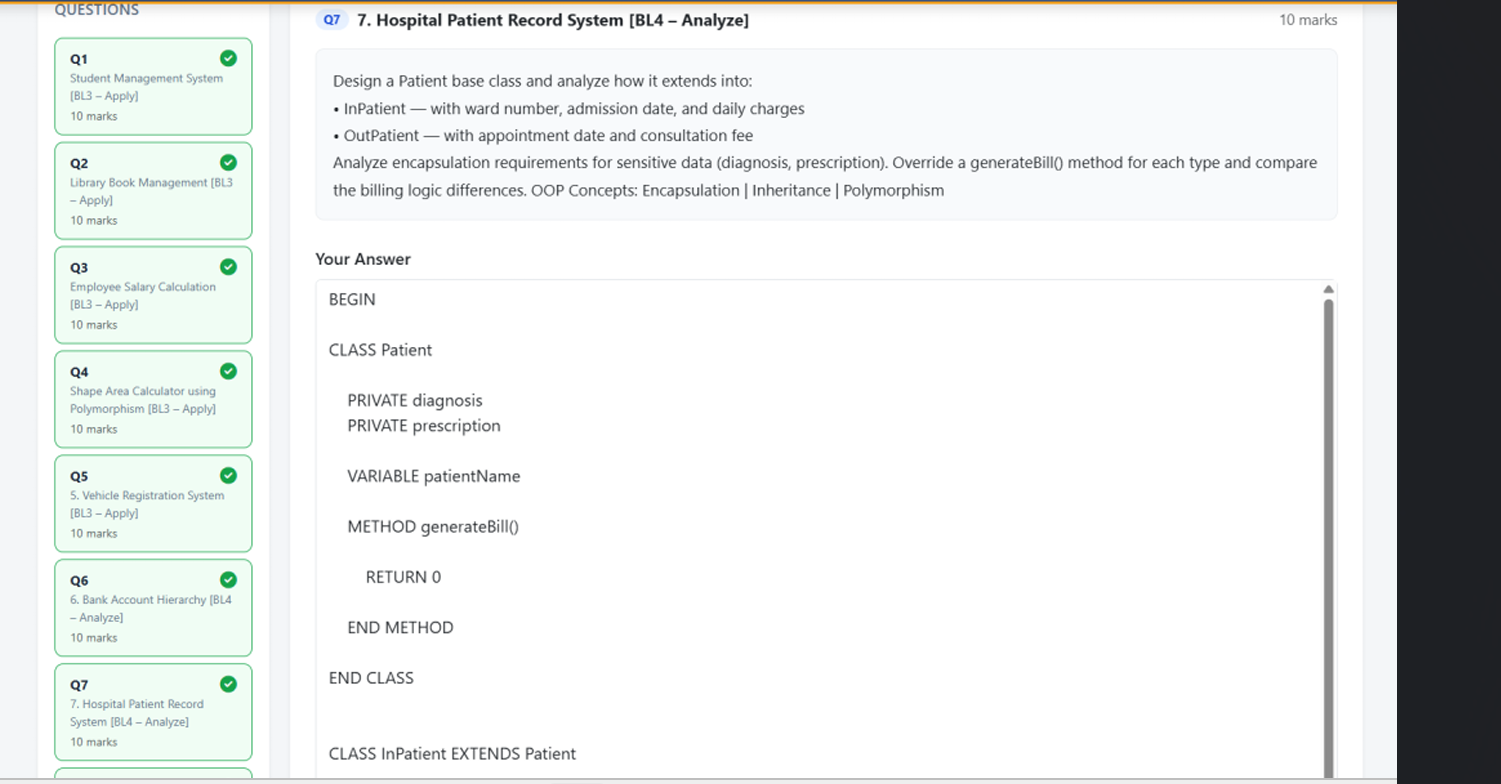 QUESTIONS
Q1
Student Management System
[BL3 – Apply]
10 marks
Q2
Library Book Management [BL3
– Apply]
10 marks
Q3
Employee Salary Calculation
[BL3 – Apply]
10 marks
Q4
Shape Area Calculator using
Polymorphism [BL3 – Apply]
10 marks
Q5
5. Vehicle Registration System
[BL3 – Apply]
10 marks
Q6
6. Bank Account Hierarchy [BL4
– Analyze]
10 marks
Q7
7. Hospital Patient Record
System [BL4 – Analyze]
10 marks
Q7 7. Hospital Patient Record System [BL4 – Analyze] 10 marks
Design a Patient base class and analyze how it extends into:
• InPatient — with ward number, admission date, and daily charges
• OutPatient — with appointment date and consultation fee
Analyze encapsulation requirements for sensitive data (diagnosis, prescription). Override a generateBill() method for each type and compare
the billing logic differences. OOP Concepts: Encapsulation | Inheritance | Polymorphism
Your Answer
BEGIN
CLASS Patient
PRIVATE diagnosis
PRIVATE prescription
VARIABLE patientName
METHOD generateBill()
RETURN 0
END METHOD
END CLASS
CLASS InPatient EXTENDS Patient